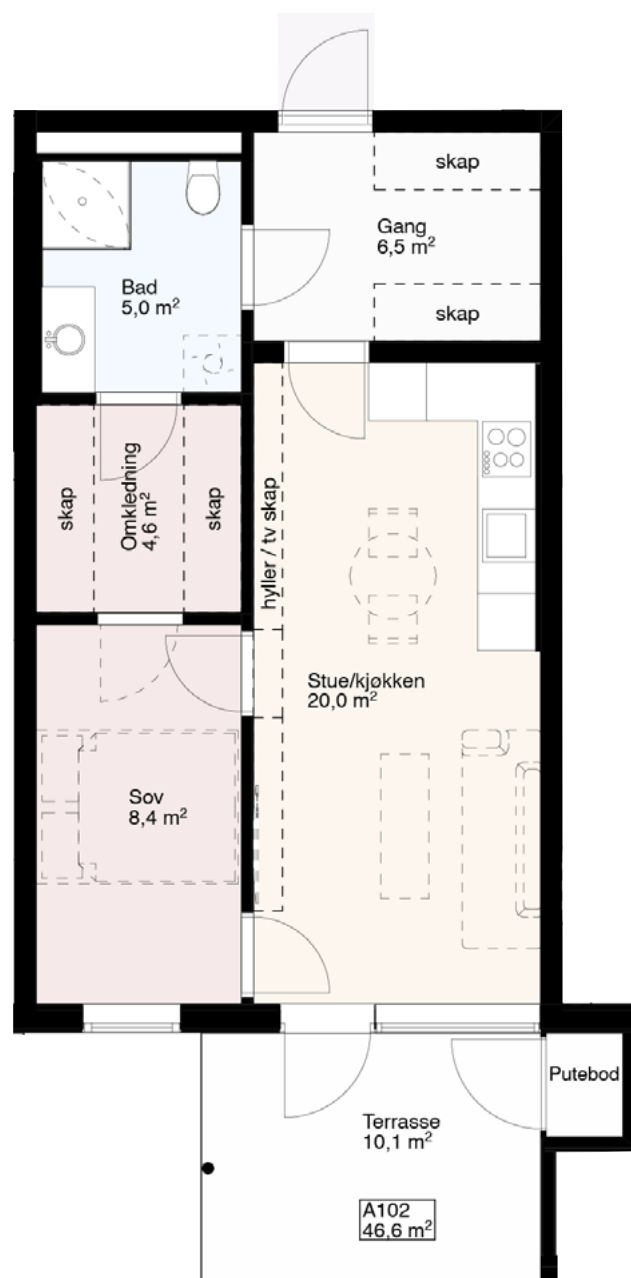 skap
Gang
6,5 m²
skap
Bad
5,0 m²
skap
Omkledning
4,6 m²
skap
hyller / tv skap
Stue/kjøkken
20,0 m²
Sov
8,4 m²
Putebod
Terrasse
10,1 m²
A102
46,6 m²